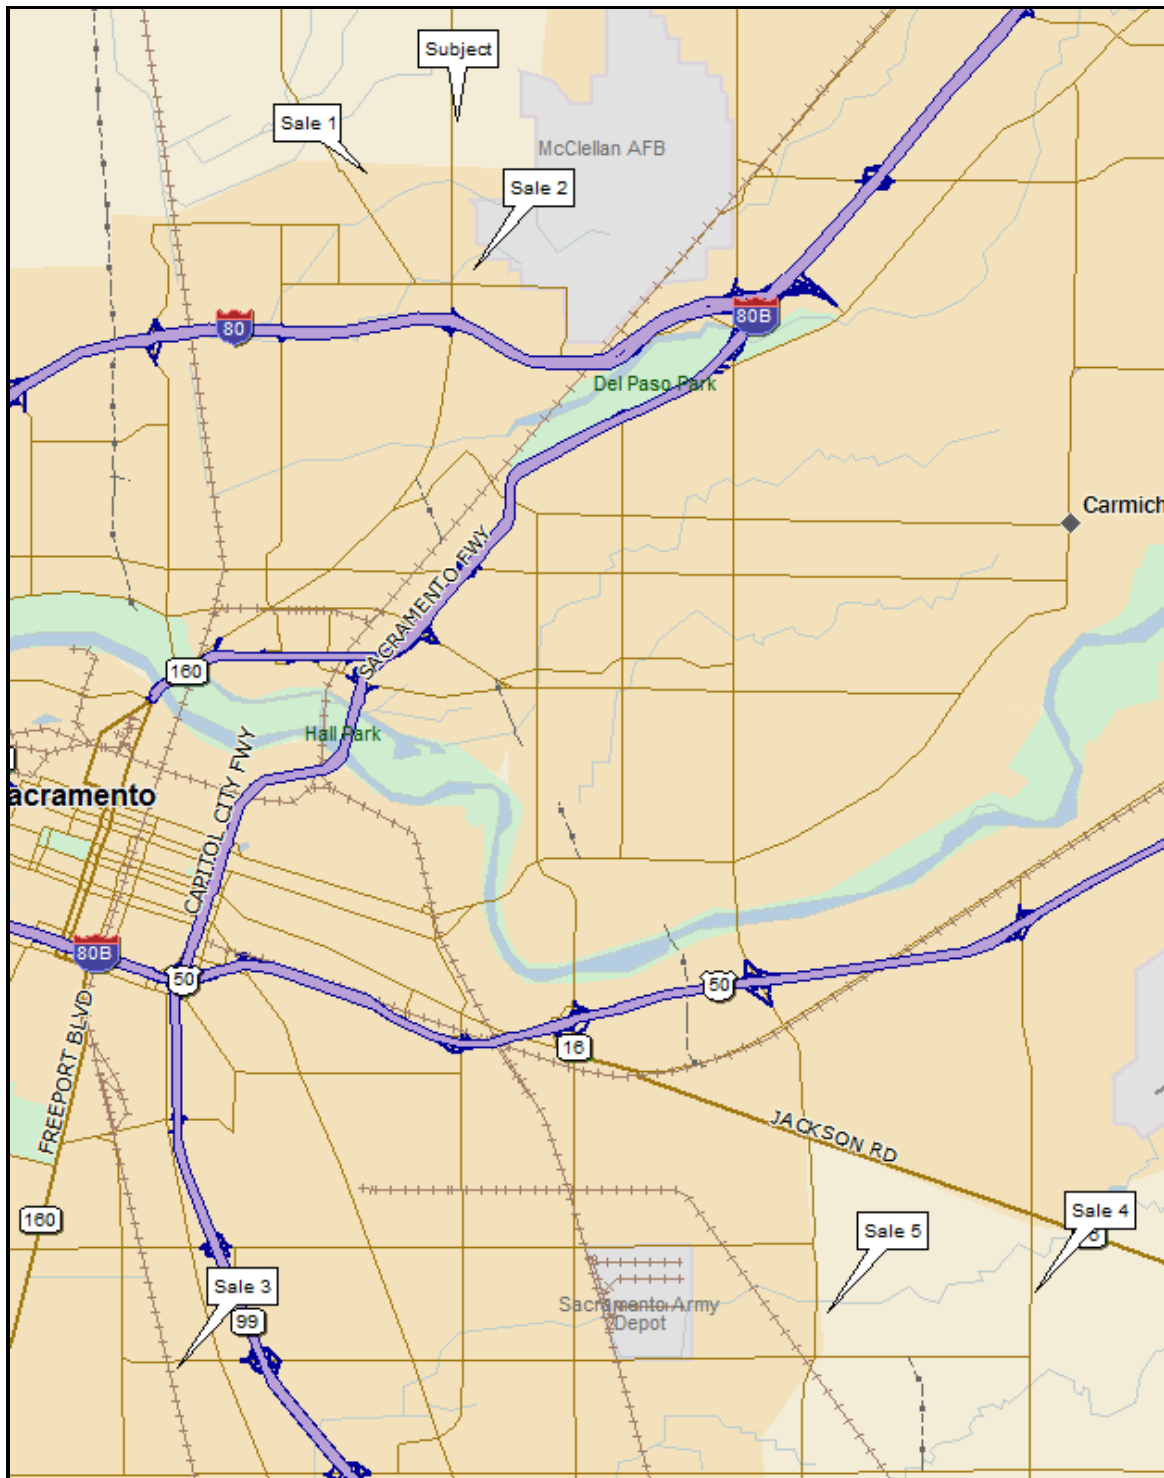 Subject
Sale 1
McClellan AFB
Sale 2
80
80B
Del Paso Park
Carmich
SACRAMENTO FWY
160
Hall Park
CAPITOL CITY FWY
acramento
80B
50
50
FREEPORT BLVD
16
JACKSON RD
160
Sale 4
6
Sale 5
Sale 3
99
Sacramento Army
Depot